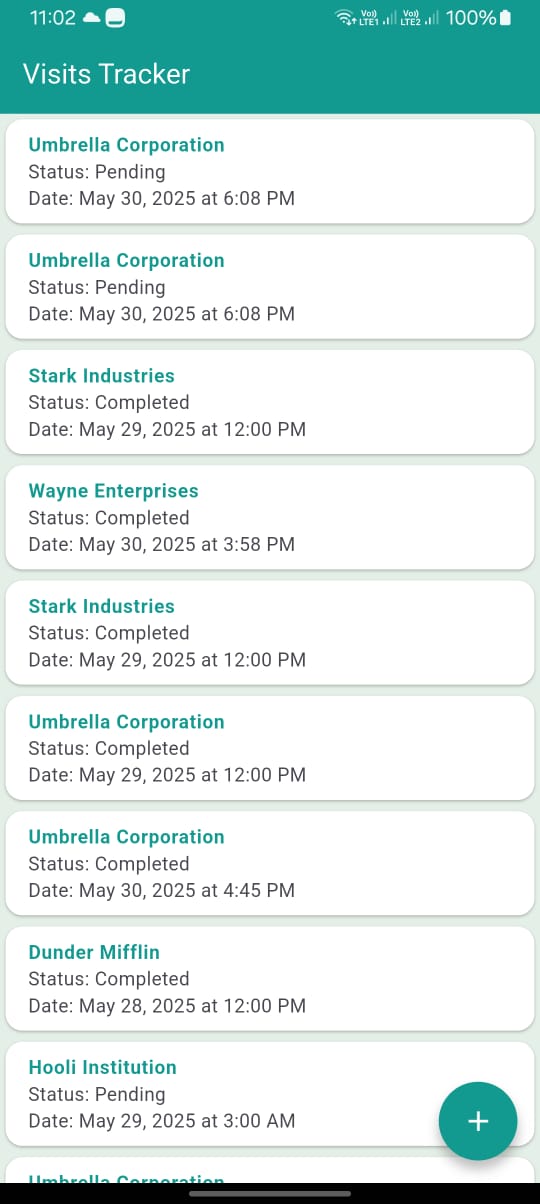 11:02
Vo)) LTE1 Vo)) LTE2 100%
Visits Tracker
Umbrella Corporation
Status: Pending
Date: May 30, 2025 at 6:08 PM
Umbrella Corporation
Status: Pending
Date: May 30, 2025 at 6:08 PM
Stark Industries
Status: Completed
Date: May 29, 2025 at 12:00 PM
Wayne Enterprises
Status: Completed
Date: May 30, 2025 at 3:58 PM
Stark Industries
Status: Completed
Date: May 29, 2025 at 12:00 PM
Umbrella Corporation
Status: Completed
Date: May 29, 2025 at 12:00 PM
Umbrella Corporation
Status: Completed
Date: May 30, 2025 at 4:45 PM
Dunder Mifflin
Status: Completed
Date: May 28, 2025 at 12:00 PM
Hooli Institution
Status: Pending
Date: May 29, 2025 at 3:00 AM
+
Umbrella Corporation